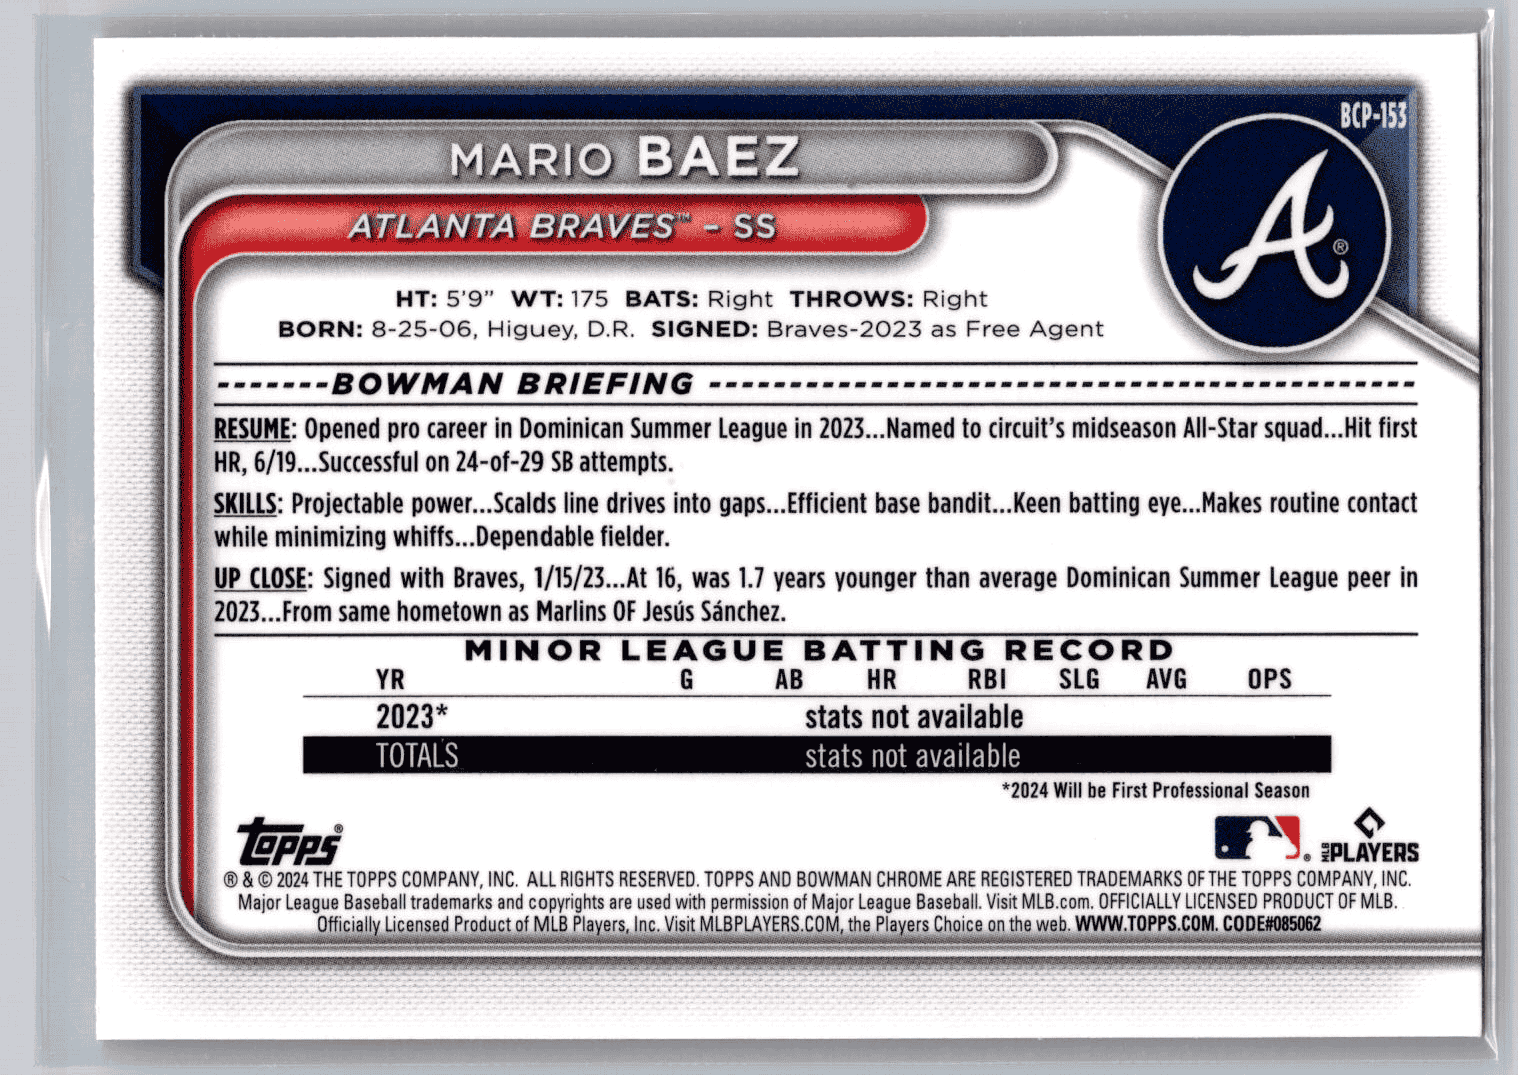 BCP-153
MARIO BAEZ
ATLANTA BRAVES™ - SS
A®
HT: 5'9" WT: 175 BATS: Right THROWS: Right
BORN: 8-25-06, Higuey, D.R. SIGNED: Braves-2023 as Free Agent
-------BOWMAN BRIEFING --------------------------------------------
RESUME: Opened pro career in Dominican Summer League in 2023...Named to circuit's midseason All-Star squad...Hit first
HR, 6/19...Successful on 24-of-29 SB attempts.
SKILLS: Projectable power...Scalds line drives into gaps...Efficient base bandit...Keen batting eye...Makes routine contact
while minimizing whiffs...Dependable fielder.
UP CLOSE: Signed with Braves, 1/15/23...At 16, was 1.7 years younger than average Dominican Summer League peer in
2023...From same hometown as Marlins OF Jesús Sánchez.
MINOR LEAGUE BATTING RECORD
YR G AB HR RBI SLG AVG OPS
2023* stats not available
TOTALS stats not available
*2024 Will be First Professional Season
Topps®
® MLB PLAYERS
® & © 2024 THE TOPPS COMPANY, INC. ALL RIGHTS RESERVED. TOPPS AND BOWMAN CHROME ARE REGISTERED TRADEMARKS OF THE TOPPS COMPANY, INC.
Major League Baseball trademarks and copyrights are used with permission of Major League Baseball. Visit MLB.com. OFFICIALLY LICENSED PRODUCT OF MLB.
Officially Licensed Product of MLB Players, Inc. Visit MLBPLAYERS.COM, the Players Choice on the web. WWW.TOPPS.COM. CODE#085062